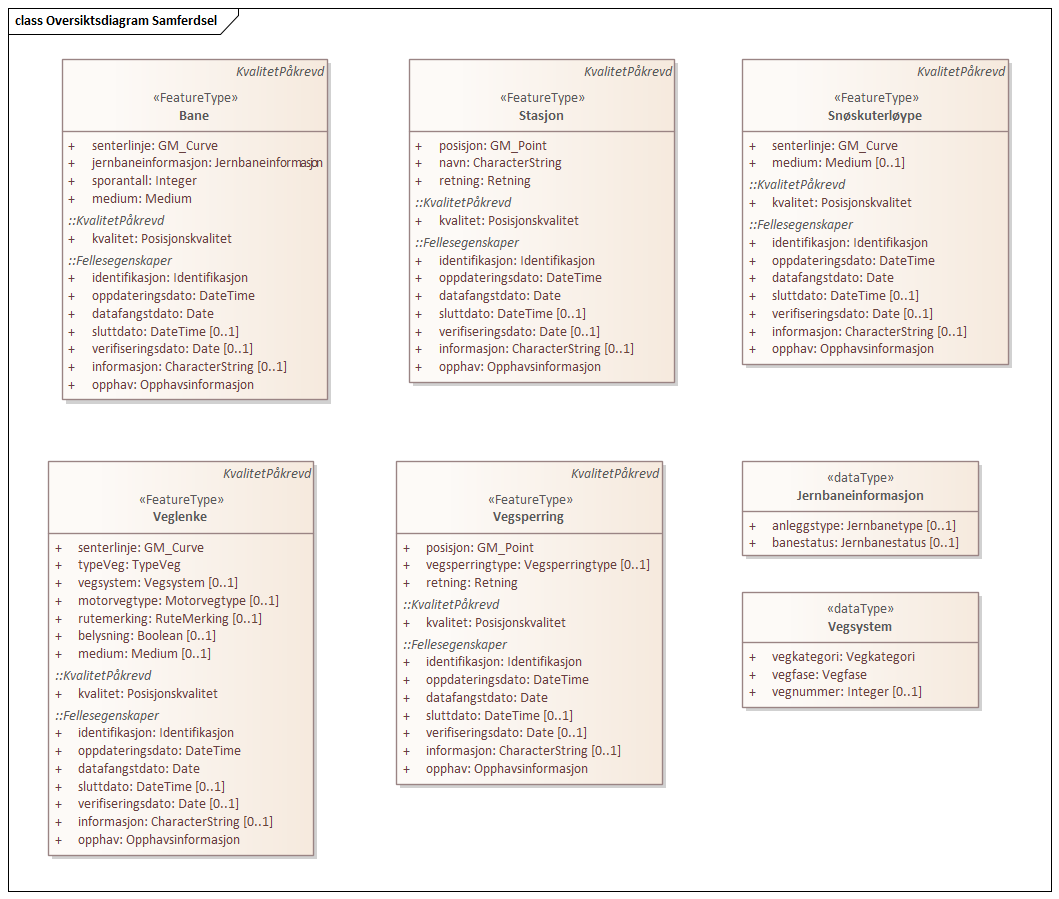 class Oversiktsdiagram Samferdsel
KvalitetPåkrevd
«FeatureType»
Bane
+ senterlinje: GM_Curve
+ jernbaneinformasjon: Jernbaneinformasjon
+ sporantall: Integer
+ medium: Medium
::KvalitetPåkrevd
+ kvalitet: Posisjonskvalitet
::Fellesegenskaper
+ identifikasjon: Identifikasjon
+ oppdateringsdato: DateTime
+ datafangstdato: Date
+ sluttdato: DateTime [0..1]
+ verifiseringsdato: Date [0..1]
+ informasjon: CharacterString [0..1]
+ opphav: Opphavsinformasjon
KvalitetPåkrevd
«FeatureType»
Stasjon
+ posisjon: GM_Point
+ navn: CharacterString
+ retning: Retning
::KvalitetPåkrevd
+ kvalitet: Posisjonskvalitet
::Fellesegenskaper
+ identifikasjon: Identifikasjon
+ oppdateringsdato: DateTime
+ datafangstdato: Date
+ sluttdato: DateTime [0..1]
+ verifiseringsdato: Date [0..1]
+ informasjon: CharacterString [0..1]
+ opphav: Opphavsinformasjon
KvalitetPåkrevd
«FeatureType»
Snøskuterløype
+ senterlinje: GM_Curve
+ medium: Medium [0..1]
::KvalitetPåkrevd
+ kvalitet: Posisjonskvalitet
::Fellesegenskaper
+ identifikasjon: Identifikasjon
+ oppdateringsdato: DateTime
+ datafangstdato: Date
+ sluttdato: DateTime [0..1]
+ verifiseringsdato: Date [0..1]
+ informasjon: CharacterString [0..1]
+ opphav: Opphavsinformasjon
KvalitetPåkrevd
«FeatureType»
Veglenke
+ senterlinje: GM_Curve
+ typeVeg: TypeVeg
+ vegsystem: Vegsystem [0..1]
+ motorvegtype: Motorvegtype [0..1]
+ rutemerking: RuteMerking [0..1]
+ belysning: Boolean [0..1]
+ medium: Medium [0..1]
::KvalitetPåkrevd
+ kvalitet: Posisjonskvalitet
::Fellesegenskaper
+ identifikasjon: Identifikasjon
+ oppdateringsdato: DateTime
+ datafangstdato: Date
+ sluttdato: DateTime [0..1]
+ verifiseringsdato: Date [0..1]
+ informasjon: CharacterString [0..1]
+ opphav: Opphavsinformasjon
KvalitetPåkrevd
«FeatureType»
Vegsperring
+ posisjon: GM_Point
+ vegsperringtype: Vegsperringtype [0..1]
+ retning: Retning
::KvalitetPåkrevd
+ kvalitet: Posisjonskvalitet
::Fellesegenskaper
+ identifikasjon: Identifikasjon
+ oppdateringsdato: DateTime
+ datafangstdato: Date
+ sluttdato: DateTime [0..1]
+ verifiseringsdato: Date [0..1]
+ informasjon: CharacterString [0..1]
+ opphav: Opphavsinformasjon
«dataType»
Jernbaneinformasjon
+ anleggstype: Jernbanetype [0..1]
+ banestatus: Jernbanestatus [0..1]
«dataType»
Vegsystem
+ vegkategori: Vegkategori
+ vegfase: Vegfase
+ vegnummer: Integer [0..1]